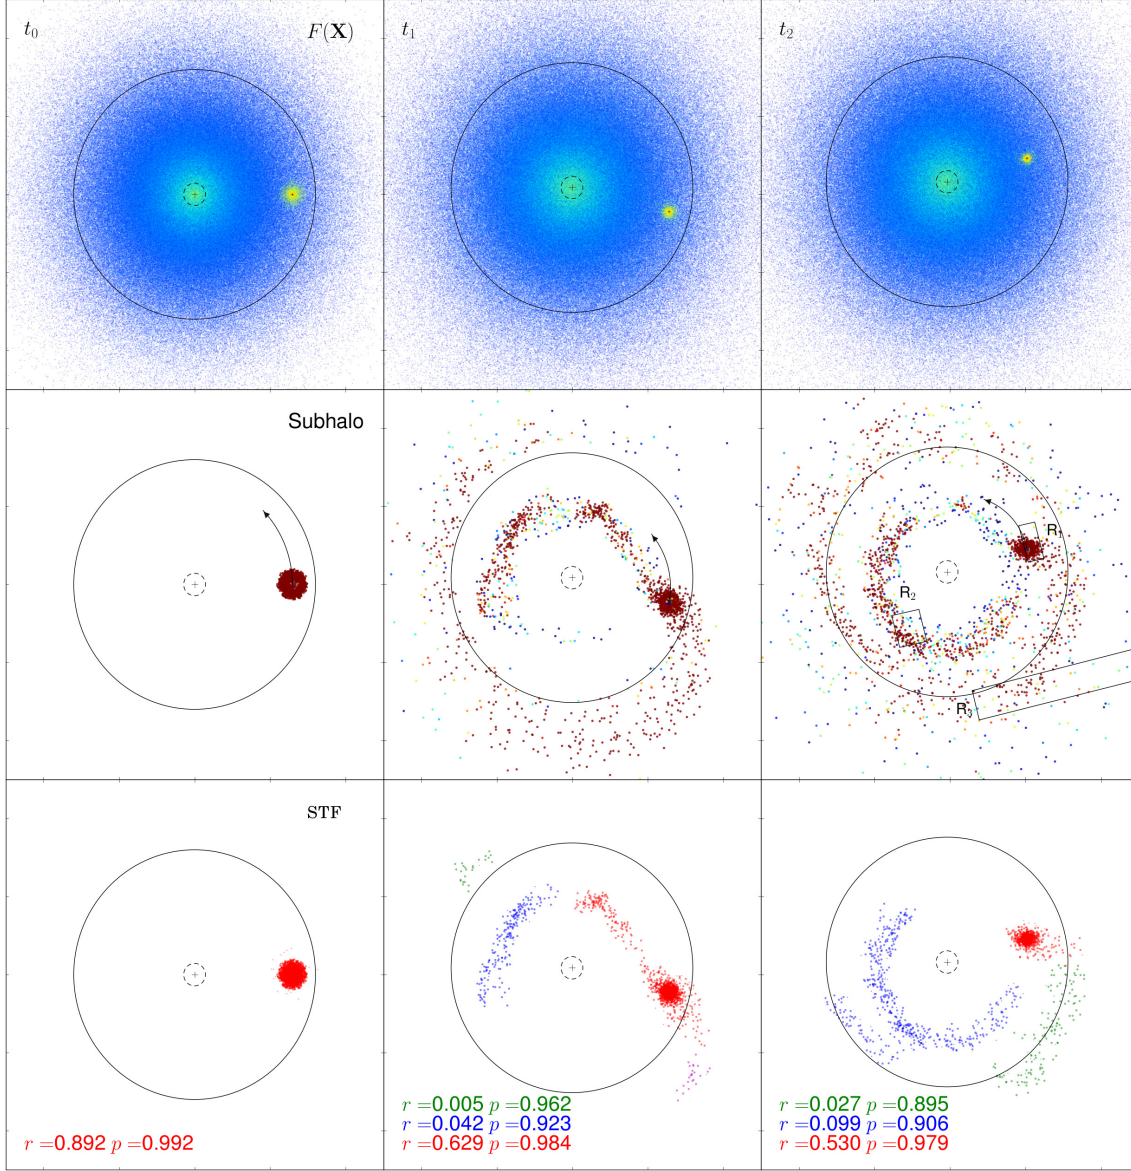 t₀ F(X) t₁ t₂
Subhalo
R₁
R₂
R₃
STF
r =0.005 p =0.962 r =0.027 p =0.895
r =0.042 p =0.923 r =0.099 p =0.906
r =0.892 p =0.992 r =0.629 p =0.984 r =0.530 p =0.979